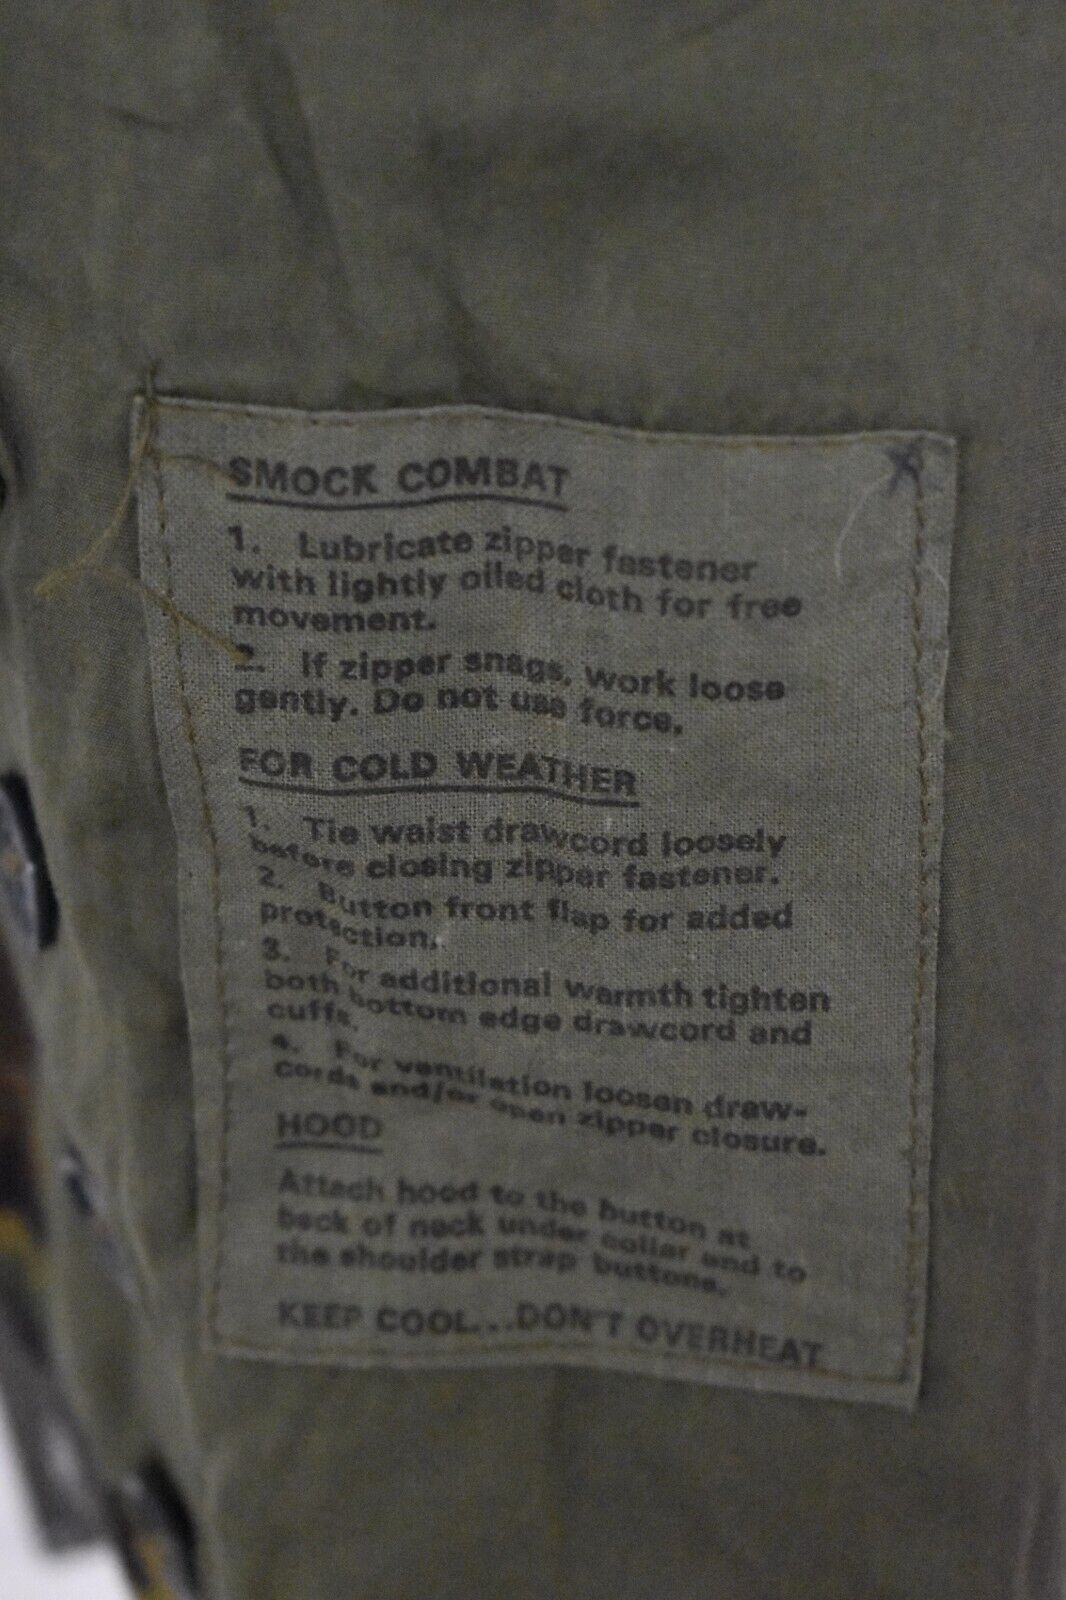 SMOCK COMBAT
1. Lubricate zipper fastener
with lightly oiled cloth for free
movement.
2. If zipper snags, work loose
gently. Do not use force.
FOR COLD WEATHER
1. Tie waist drawcord loosely
before closing zipper fastener.
2. Button front flap for added
protection.
3. For additional warmth tighten
both bottom edge drawcord and
cuffs.
4. For ventilation loosen draw-
cords and/or open zipper closure.
HOOD
Attach hood to the button at
back of neck under collar and to
the shoulder strap buttons.
KEEP COOL...DON'T OVERHEAT